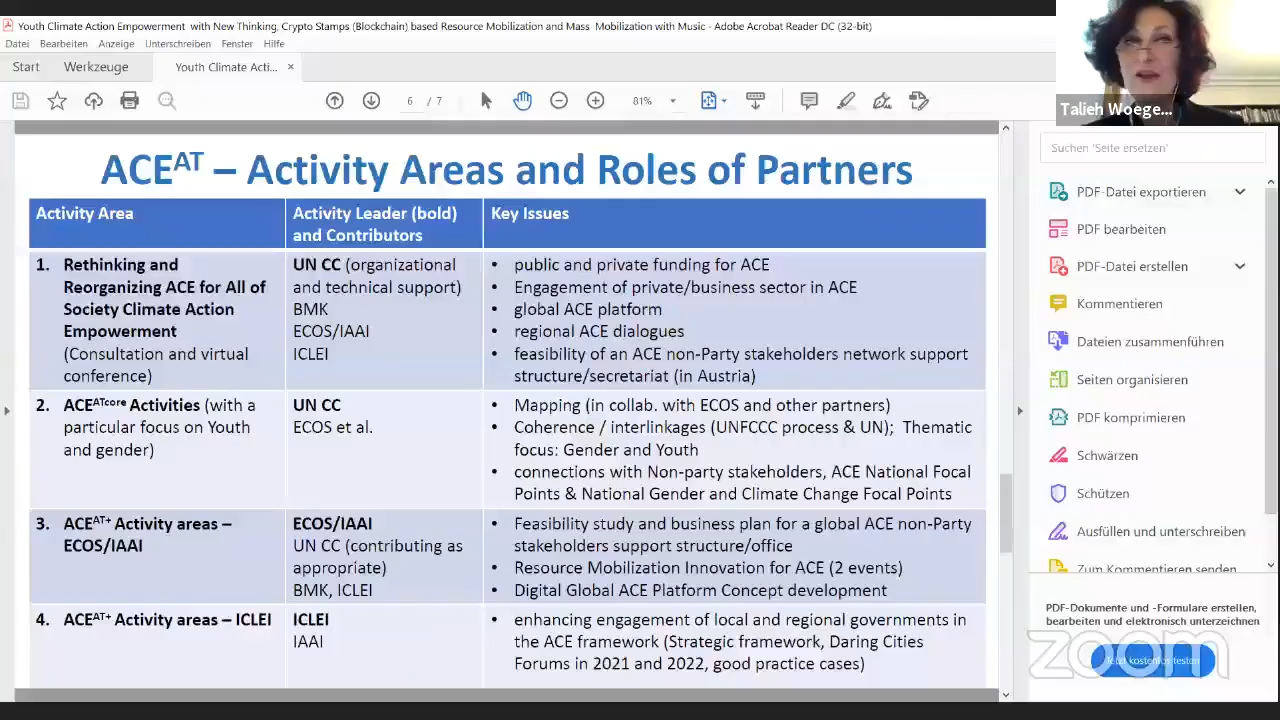 Youth Climate Action Empowerment with New Thinking, Crypto Stamps (Blockchain) based Resource Mobilization and Mass Mobilization with Music - Adobe Acrobat Reader DC (32-bit)
Datei Bearbeiten Anzeige Unterschreiben Fenster Hilfe
Start Werkzeuge Youth Climate Acti... ×
6 / 7 81%
Talieh Woege...
ACEAT – Activity Areas and Roles of Partners
Activity Area
Activity Leader (bold)
and Contributors
Key Issues
1. Rethinking and
Reorganizing ACE for All of
Society Climate Action
Empowerment
(Consultation and virtual
conference)
UN CC (organizational
and technical support)
BMK
ECOS/IAAI
ICLEI
• public and private funding for ACE
• Engagement of private/business sector in ACE
• global ACE platform
• regional ACE dialogues
• feasibility of an ACE non-Party stakeholders network support
structure/secretariat (in Austria)
2. ACEATcore Activities (with a
particular focus on Youth
and gender)
UN CC
ECOS et al.
• Mapping (in collab. with ECOS and other partners)
• Coherence / interlinkages (UNFCCC process & UN); Thematic
focus: Gender and Youth
• connections with Non-party stakeholders, ACE National Focal
Points & National Gender and Climate Change Focal Points
3. ACEAT+ Activity areas –
ECOS/IAAI
ECOS/IAAI
UN CC (contributing as
appropriate)
BMK, ICLEI
• Feasibility study and business plan for a global ACE non-Party
stakeholders support structure/office
• Resource Mobilization Innovation for ACE (2 events)
• Digital Global ACE Platform Concept development
4. ACEAT+ Activity areas – ICLEI
ICLEI
IAAI
• enhancing engagement of local and regional governments in
the ACE framework (Strategic framework, Daring Cities
Forums in 2021 and 2022, good practice cases)
Suchen 'Seite ersetzen'
PDF-Datei exportieren
PDF bearbeiten
PDF-Datei erstellen
Kommentieren
Dateien zusammenführen
Seiten organisieren
PDF komprimieren
Schwärzen
Schützen
Ausfüllen und unterschreiben
Zum Kommentieren senden
PDF-Dokumente und -Formulare erstellen,
bearbeiten und elektronisch unterzeichnen
Jetzt kostenlos testen
zoom